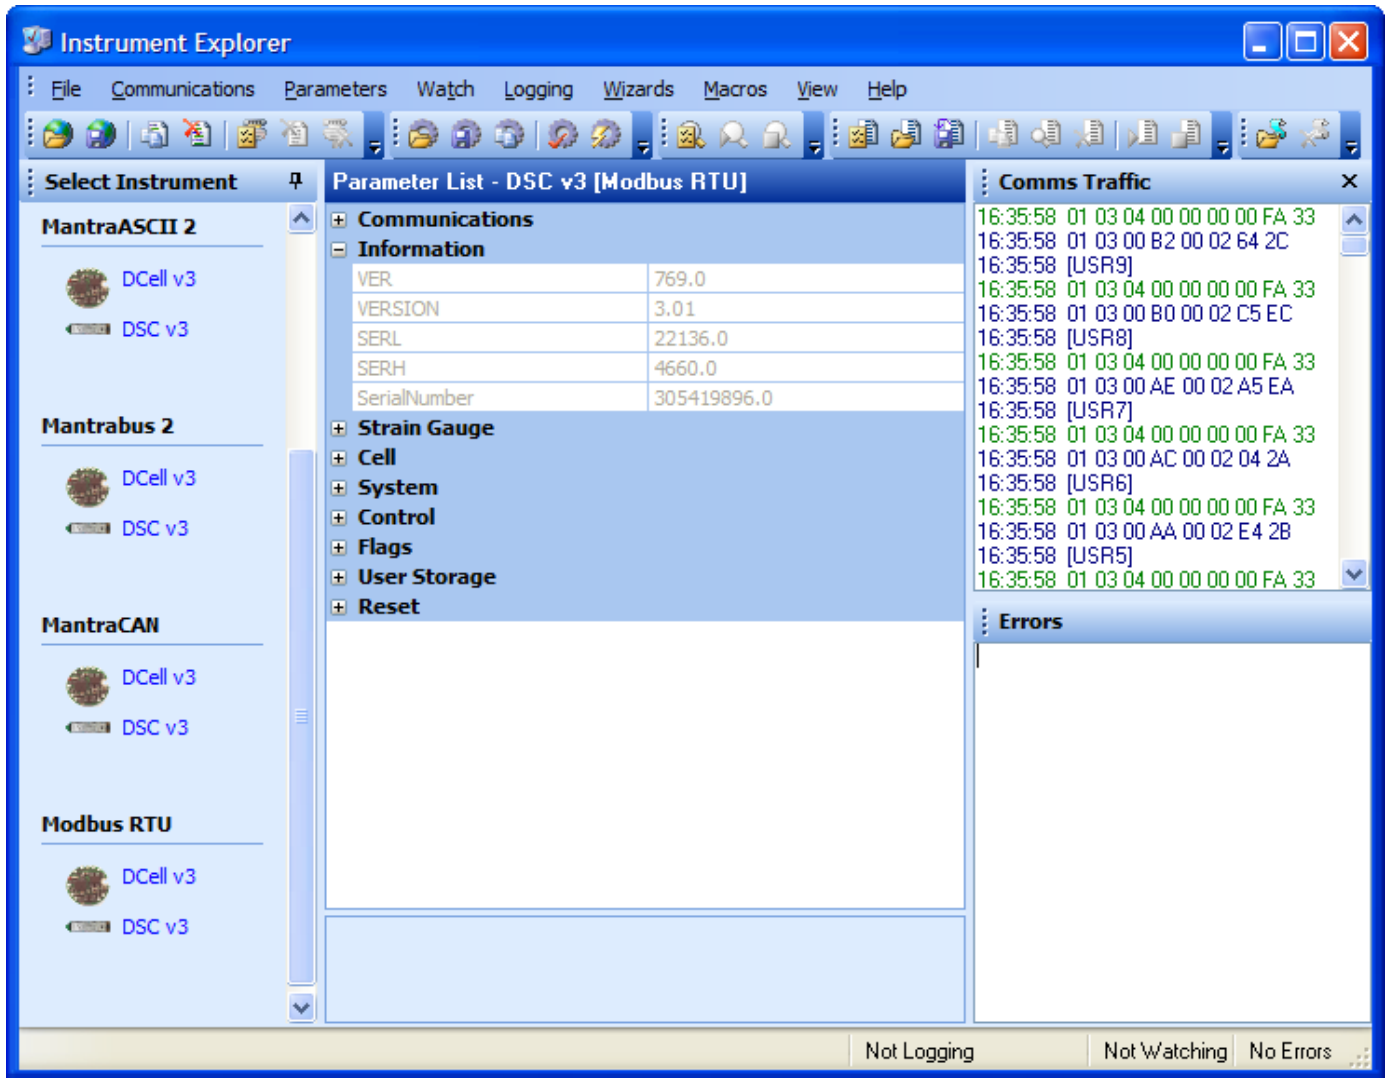 Instrument Explorer
File Communications Parameters Watch Logging Wizards Macros View Help
Select Instrument
MantraASCII 2
DCell v3
DSC v3
Mantrabus 2
DCell v3
DSC v3
MantraCAN
DCell v3
DSC v3
Modbus RTU
DCell v3
DSC v3
Parameter List - DSC v3 [Modbus RTU]
Communications
Information
VER 769.0
VERSION 3.01
SERL 22136.0
SERH 4660.0
SerialNumber 305419896.0
Strain Gauge
Cell
System
Control
Flags
User Storage
Reset
Comms Traffic
16:35:58 01 03 04 00 00 00 00 FA 33
16:35:58 01 03 00 B2 00 02 64 2C
16:35:58 [USR9]
16:35:58 01 03 04 00 00 00 00 FA 33
16:35:58 01 03 00 B0 00 02 C5 EC
16:35:58 [USR8]
16:35:58 01 03 04 00 00 00 00 FA 33
16:35:58 01 03 00 AE 00 02 A5 EA
16:35:58 [USR7]
16:35:58 01 03 04 00 00 00 00 FA 33
16:35:58 01 03 00 AC 00 02 04 2A
16:35:58 [USR6]
16:35:58 01 03 04 00 00 00 00 FA 33
16:35:58 01 03 00 AA 00 02 E4 2B
16:35:58 [USR5]
16:35:58 01 03 04 00 00 00 00 FA 33
Errors
Not Logging Not Watching No Errors